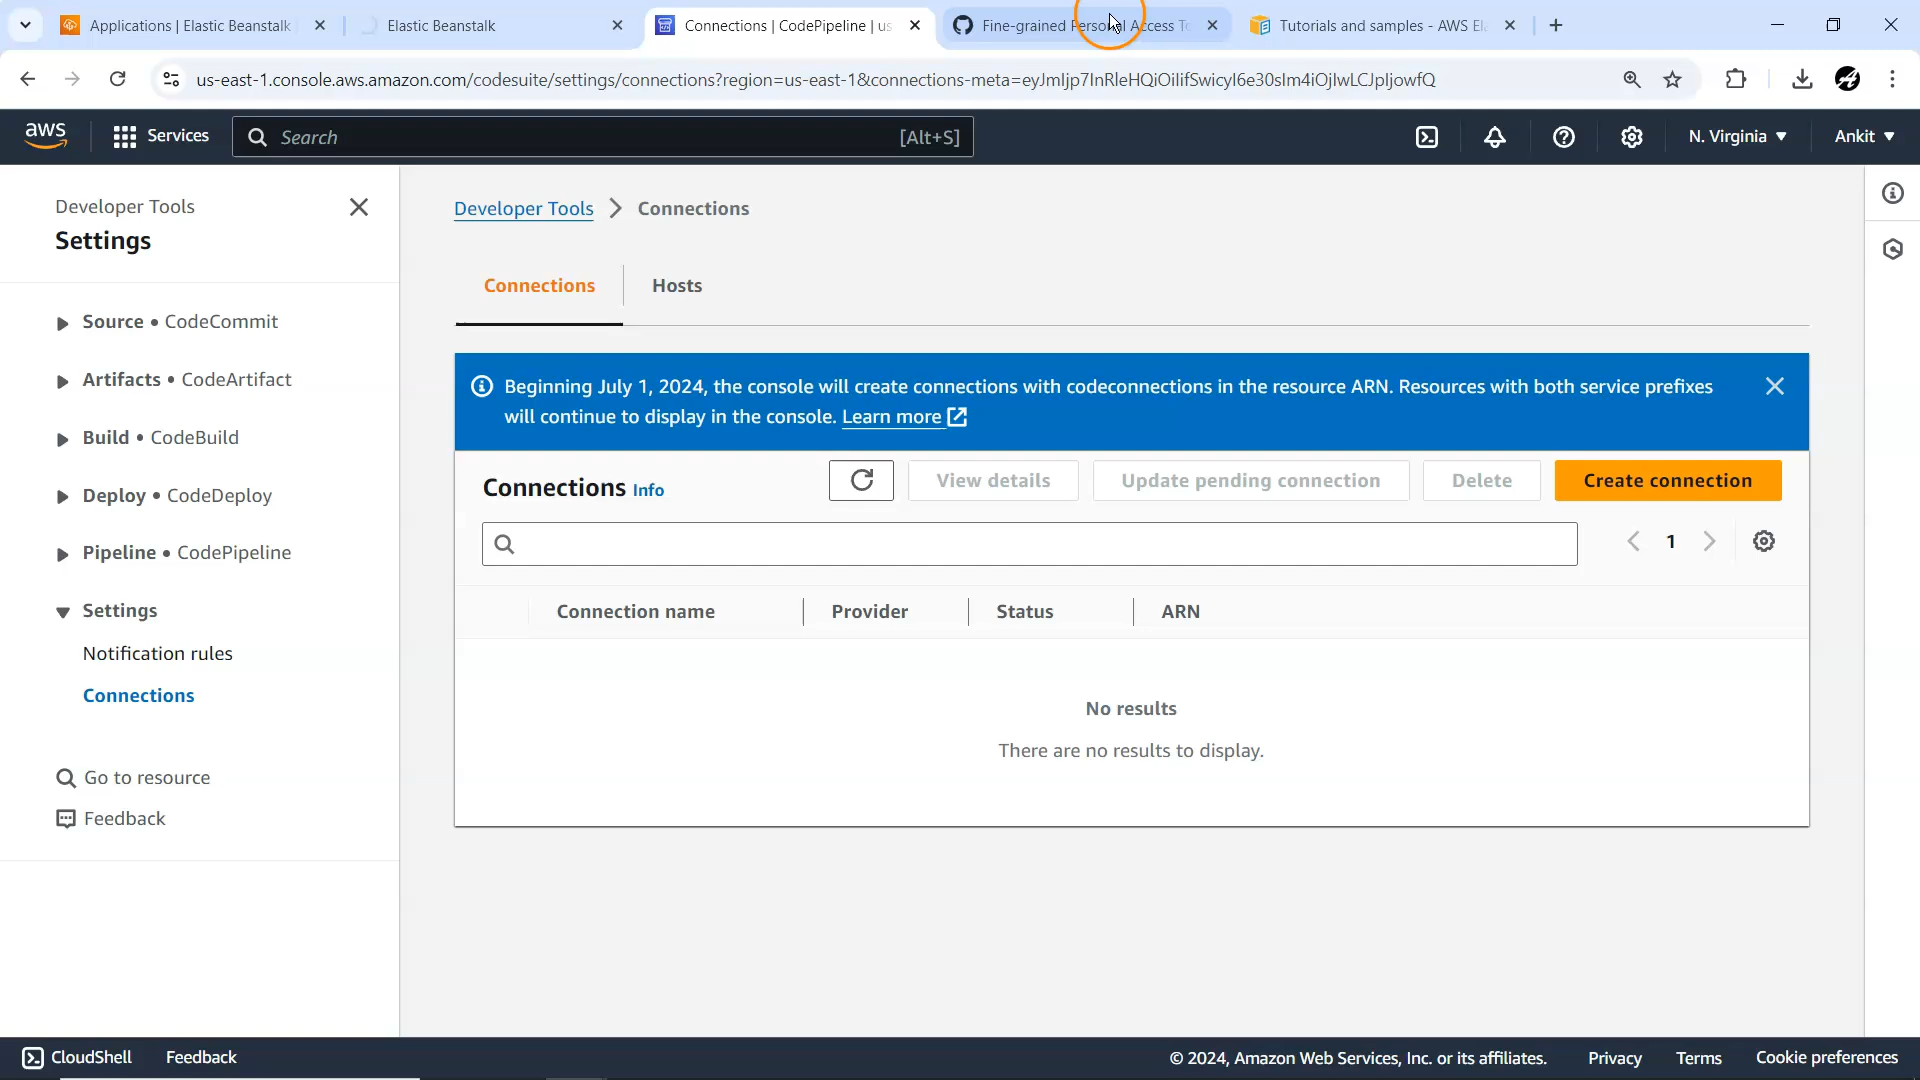 Applications | Elastic Beanstalk
Elastic Beanstalk
Connections | CodePipeline | us
Fine-grained Personal Access To
Tutorials and samples - AWS Ela
us-east-1.console.aws.amazon.com/codesuite/settings/connections?region=us-east-1&connections-meta=eyJmIjp7InRleHQiOiIifSwicyI6e30sIm4iOjIwLCJpIjowfQ
aws
Services
Search
[Alt+S]
N. Virginia
Ankit
Developer Tools
Settings
Source • CodeCommit
Artifacts • CodeArtifact
Build • CodeBuild
Deploy • CodeDeploy
Pipeline • CodePipeline
Settings
Notification rules
Connections
Go to resource
Feedback
Developer Tools
Connections
Connections
Hosts
Beginning July 1, 2024, the console will create connections with codeconnections in the resource ARN. Resources with both service prefixes
will continue to display in the console. Learn more
Connections Info
View details
Update pending connection
Delete
Create connection
1
Connection name
Provider
Status
ARN
No results
There are no results to display.
CloudShell
Feedback
© 2024, Amazon Web Services, Inc. or its affiliates.
Privacy
Terms
Cookie preferences